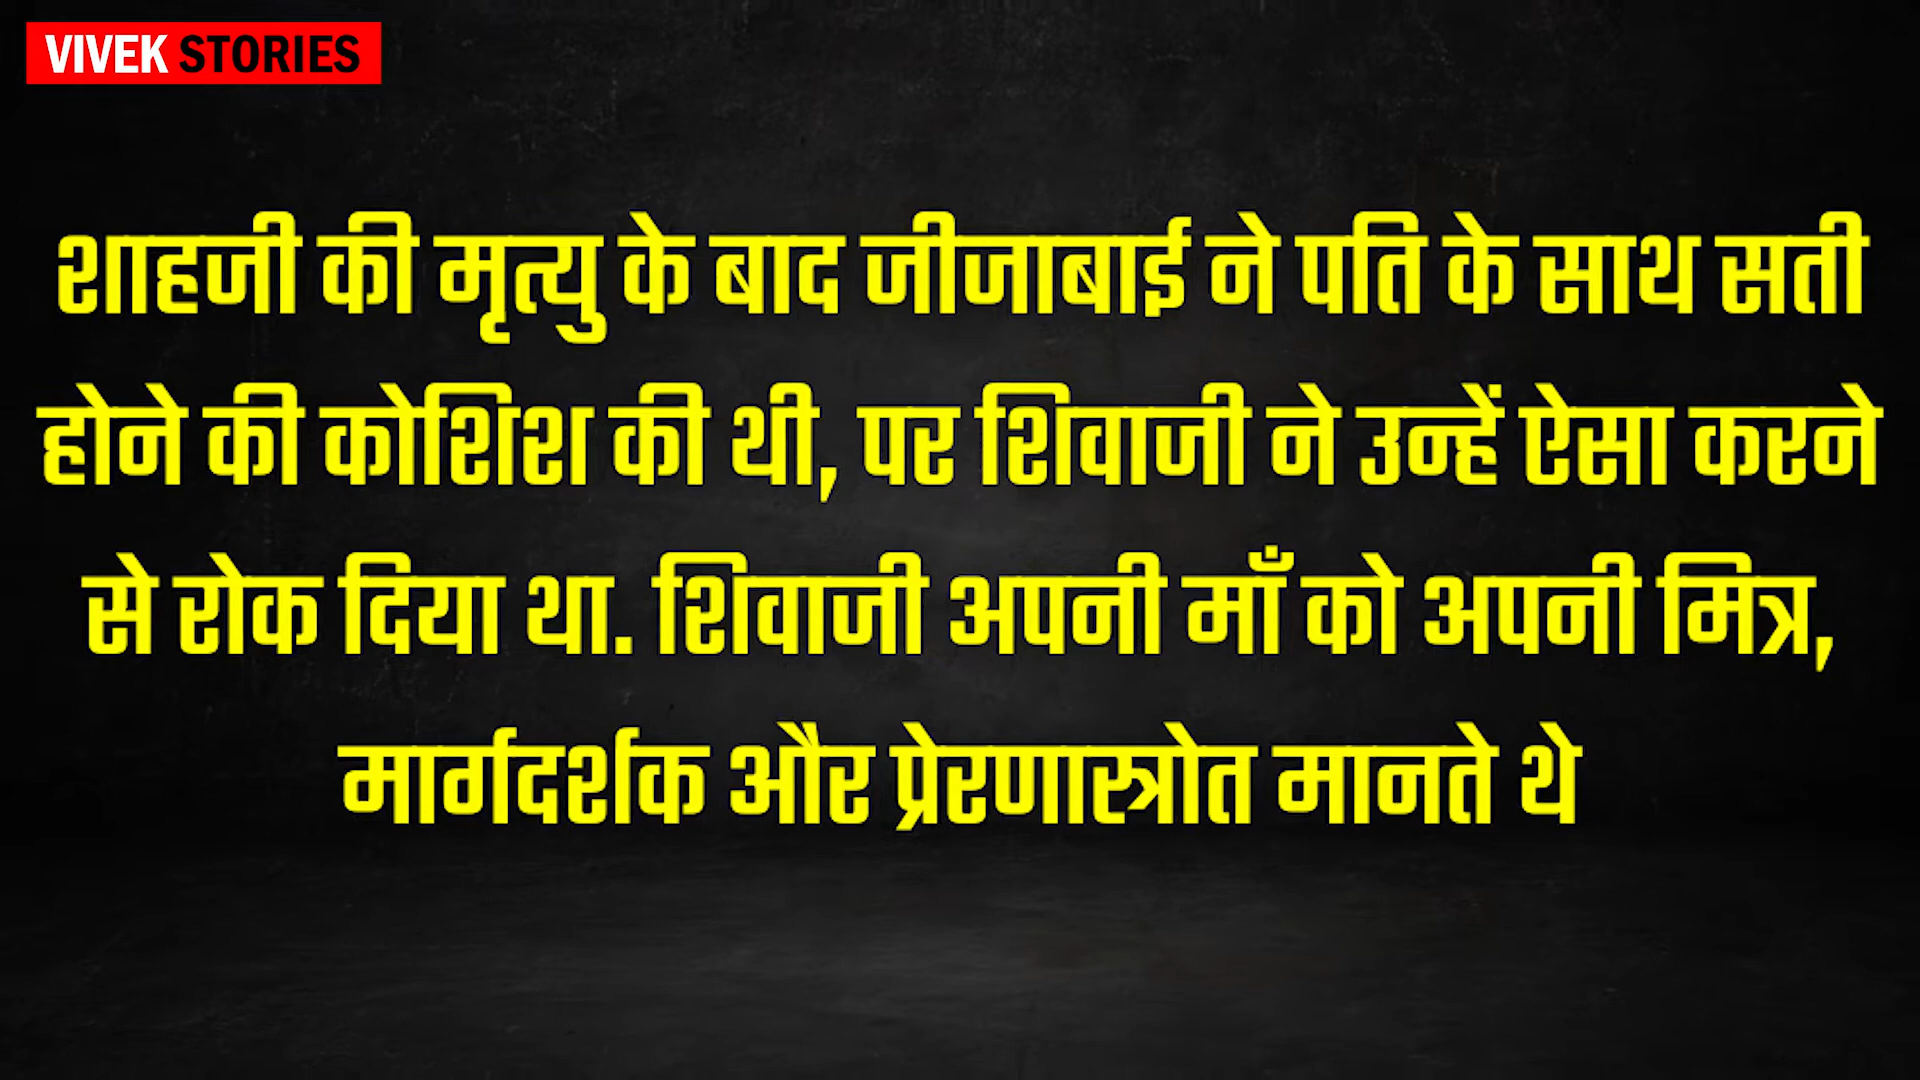 VIVEK STORIES
शाहजी की मृत्यु के बाद जीजाबाई ने पति के साथ सती
होने की कोशिश की थी, पर शिवाजी ने उन्हें ऐसा करने
से रोक दिया था. शिवाजी अपनी माँ को अपनी मित्र,
मार्गदर्शक और प्रेरणास्त्रोत मानते थे